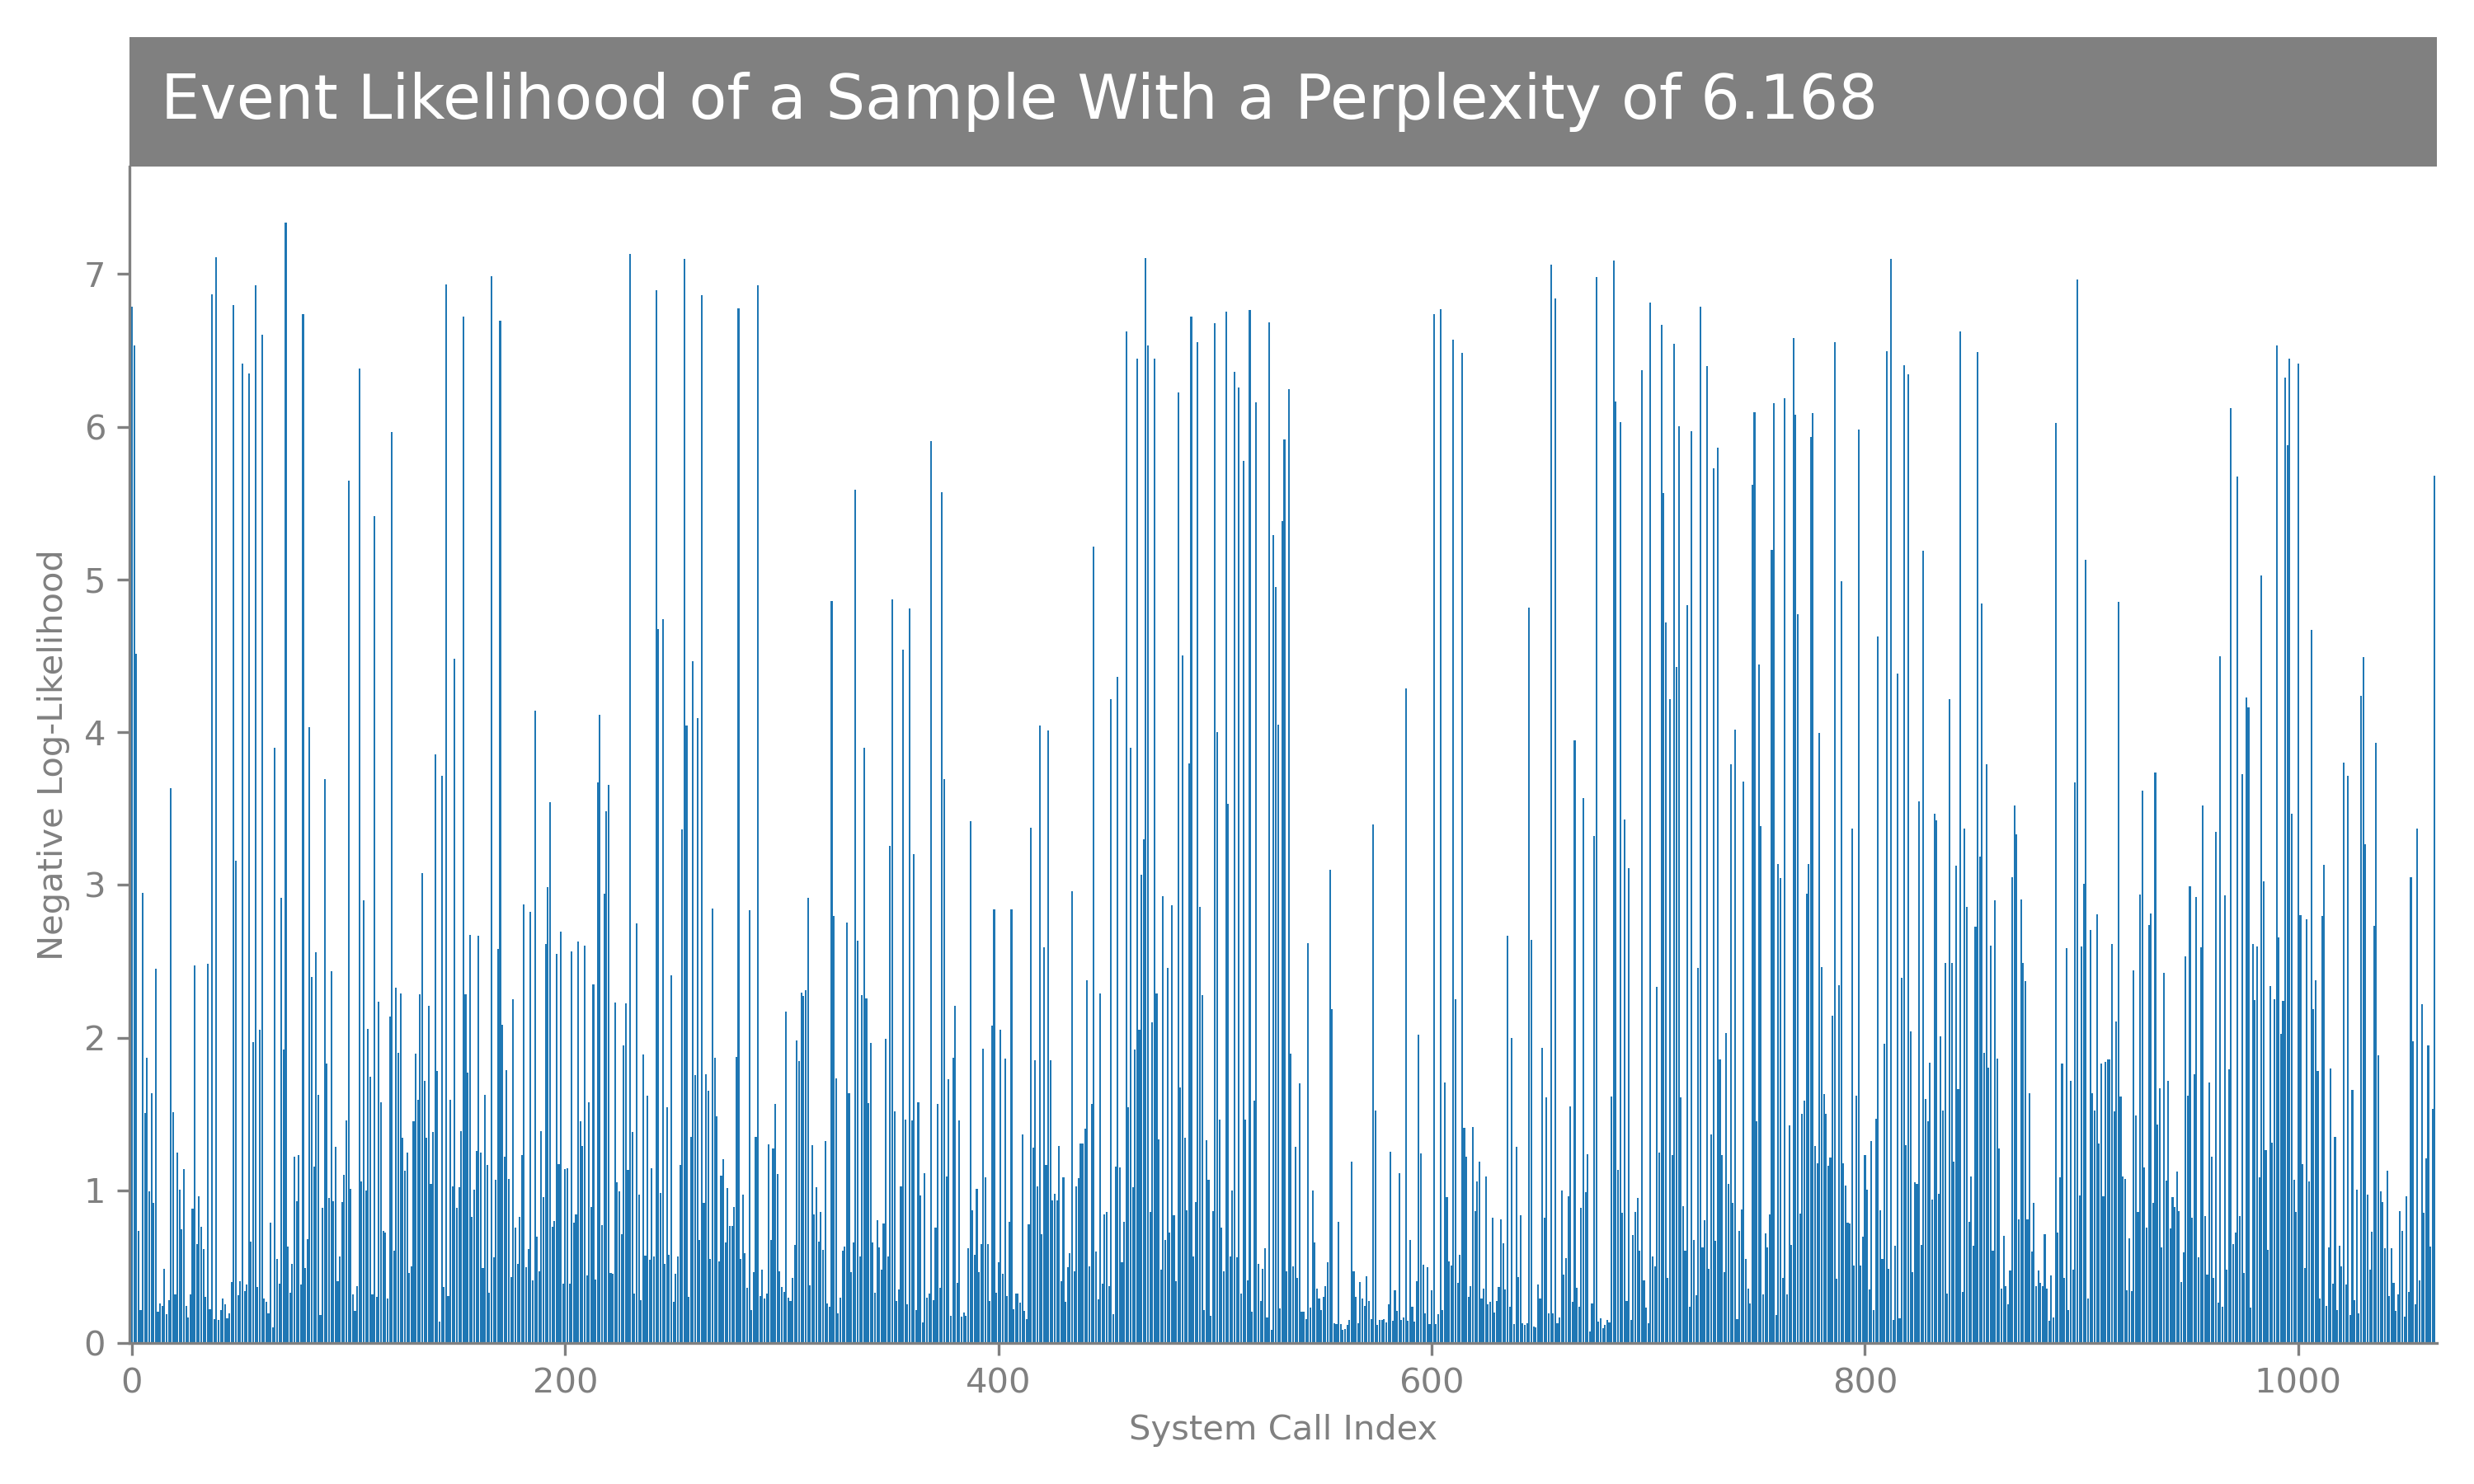 Event Likelihood of a Sample With a Perplexity of 6.168
Negative Log-Likelihood
7
6
5
4
3
2
1
0
0 200 400 600 800 1000
System Call Index